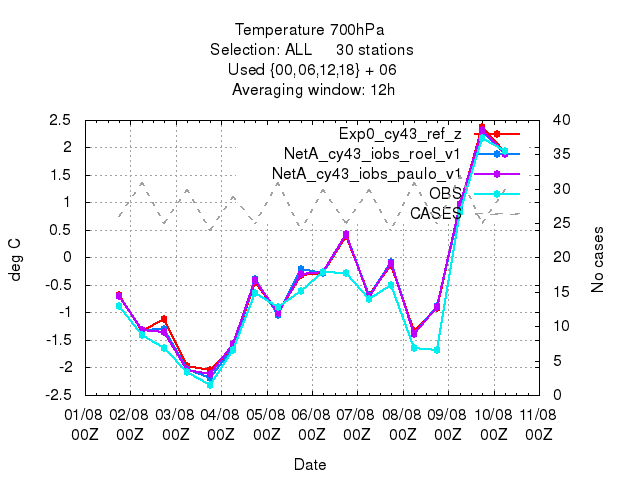 Temperature 700hPa
Selection: ALL 30 stations
Used {00,06,12,18} + 06
Averaging window: 12h
Exp0_cy43_ref_z
NetA_cy43_iobs_roel_v1
NetA_cy43_iobs_paulo_v1
OBS
CASES
deg C
2.5
2
1.5
1
0.5
0
-0.5
-1
-1.5
-2
-2.5
40
35
30
25
20
15
10
5
0
No cases
01/08 02/08 03/08 04/08 05/08 06/08 07/08 08/08 09/08 10/08 11/08
00Z 00Z 00Z 00Z 00Z 00Z 00Z 00Z 00Z 00Z 00Z
Date